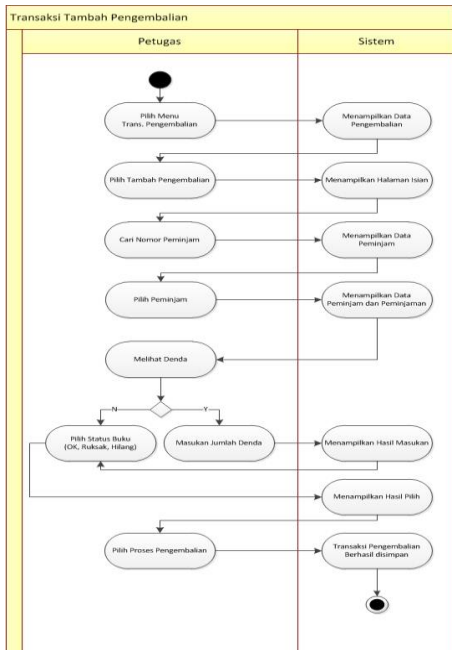 Transaksi Tambah Pengembalian
Petugas
Sistem
Pilih Menu
Trans. Pengembalian
Menampilkan Data
Pengembalian
Pilih Tambah Pengembalian
Menampilkan Halaman Isian
Cari Nomor Peminjam
Menampilkan Data
Peminjam
Pilih Peminjam
Menampilkan Data
Peminjam dan Peminjaman
Melihat Denda
N
Y
Pilih Status Buku
(OK, Ruksak, Hilang)
Masukan Jumlah Denda
Menampilkan Hasil Masukan
Menampilkan Hasil Pilih
Pilih Proses Pengembalian
Transaksi Pengembalian
Berhasil disimpan